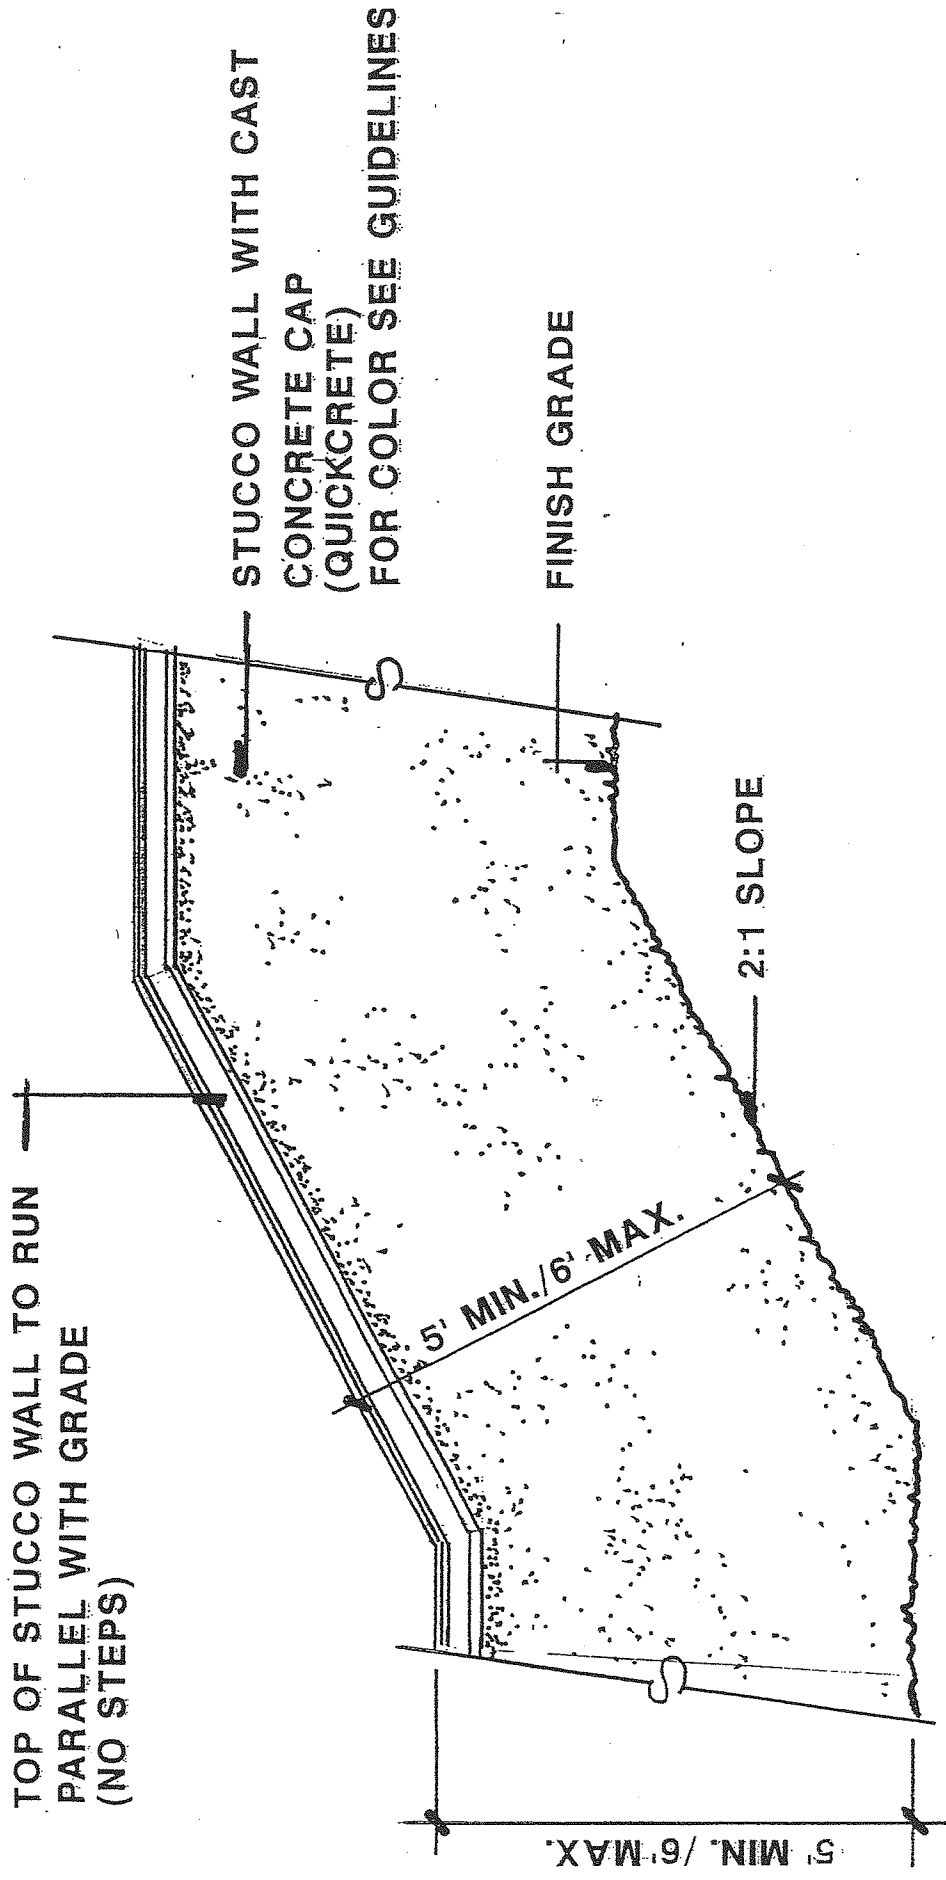 TOP OF STUCCO WALL TO RUN
PARALLEL WITH GRADE
(NO STEPS)
STUCCO WALL WITH CAST
CONCRETE CAP
(QUICKCRETE)
FOR COLOR SEE GUIDELINES
FINISH GRADE
2:1 SLOPE
5' MIN./6' MAX.
5' MIN. /6' MAX.